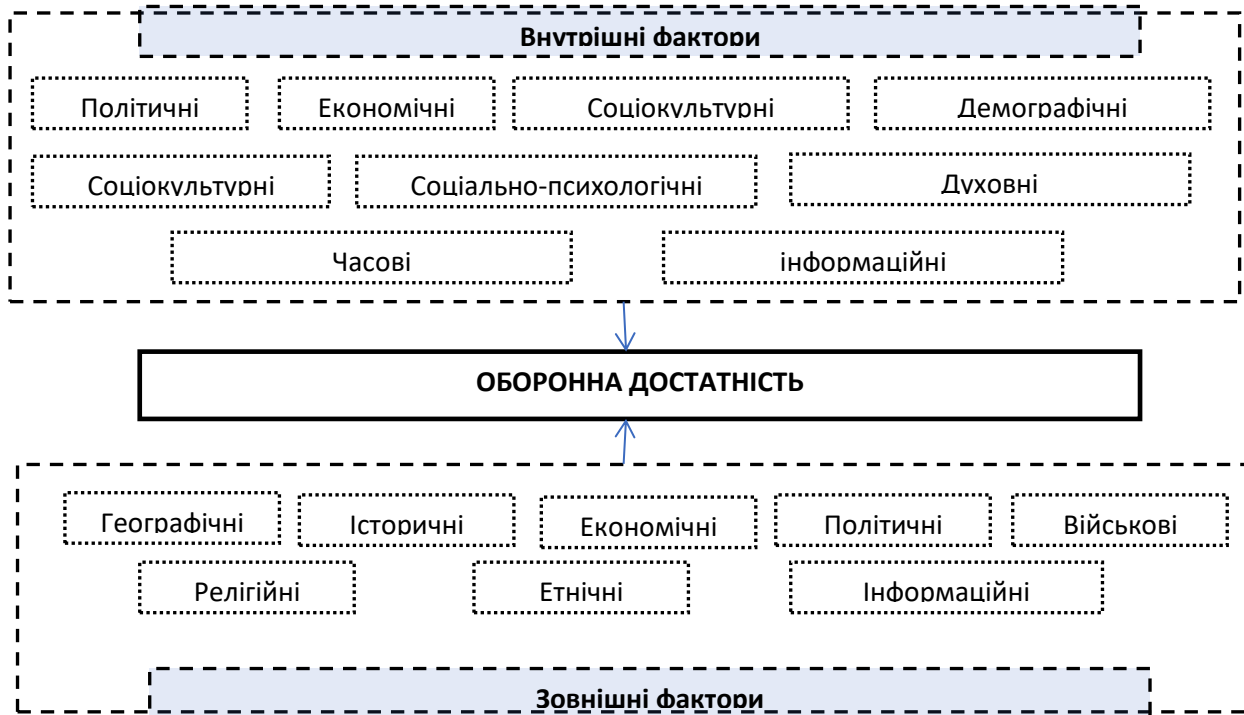 Внутрішні фактори
Політичні Економічні Соціокультурні Демографічні
Соціокультурні Соціально-психологічні Духовні
Часові інформаційні
ОБОРОННА ДОСТАТНІСТЬ
Географічні Історичні Економічні Політичні Військові
Релігійні Етнічні Інформаційні
Зовнішні фактори